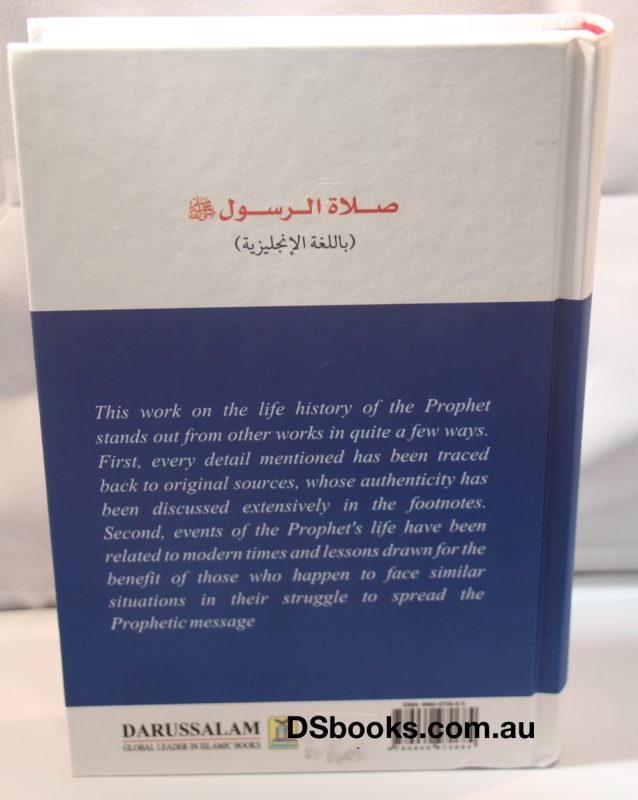 صلاة الرسول ﷺ
(باللغة الإنجليزية)
This work on the life history of the Prophet
stands out from other works in quite a few ways.
First, every detail mentioned has been traced
back to original sources, whose authenticity has
been discussed extensively in the footnotes.
Second, events of the Prophet's life have been
related to modern times and lessons drawn for the
benefit of those who happen to face similar
situations in their struggle to spread the
Prophetic message
DARUSSALAM
GLOBAL LEADER IN ISLAMIC BOOKS
DSbooks.com.au